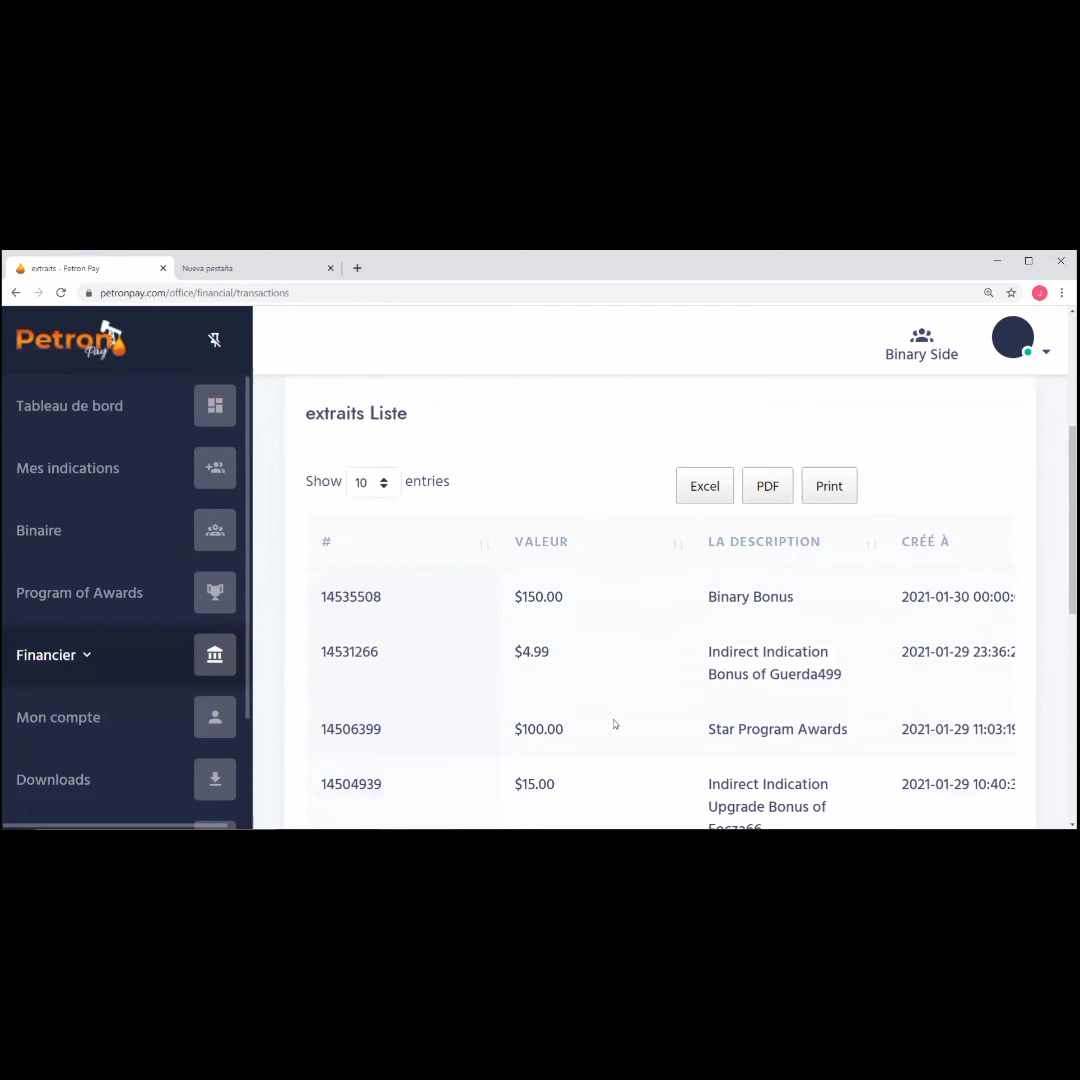 extraits - Petron Pay
Nueva pestaña
petronpay.com/office/financial/transactions
J
Petron
Pay
Binary Side
Tableau de bord
Mes indications
Binaire
Program of Awards
Financier
Mon compte
Downloads
extraits Liste
Show 10 entries
Excel PDF Print
# VALEUR LA DESCRIPTION CRÉÉ À
14535508 $150.00 Binary Bonus 2021-01-30 00:00:
14531266 $4.99 Indirect Indication 2021-01-29 23:36:2
Bonus of Guerda499
14506399 $100.00 Star Program Awards 2021-01-29 11:03:19
14504939 $15.00 Indirect Indication 2021-01-29 10:40:3
Upgrade Bonus of